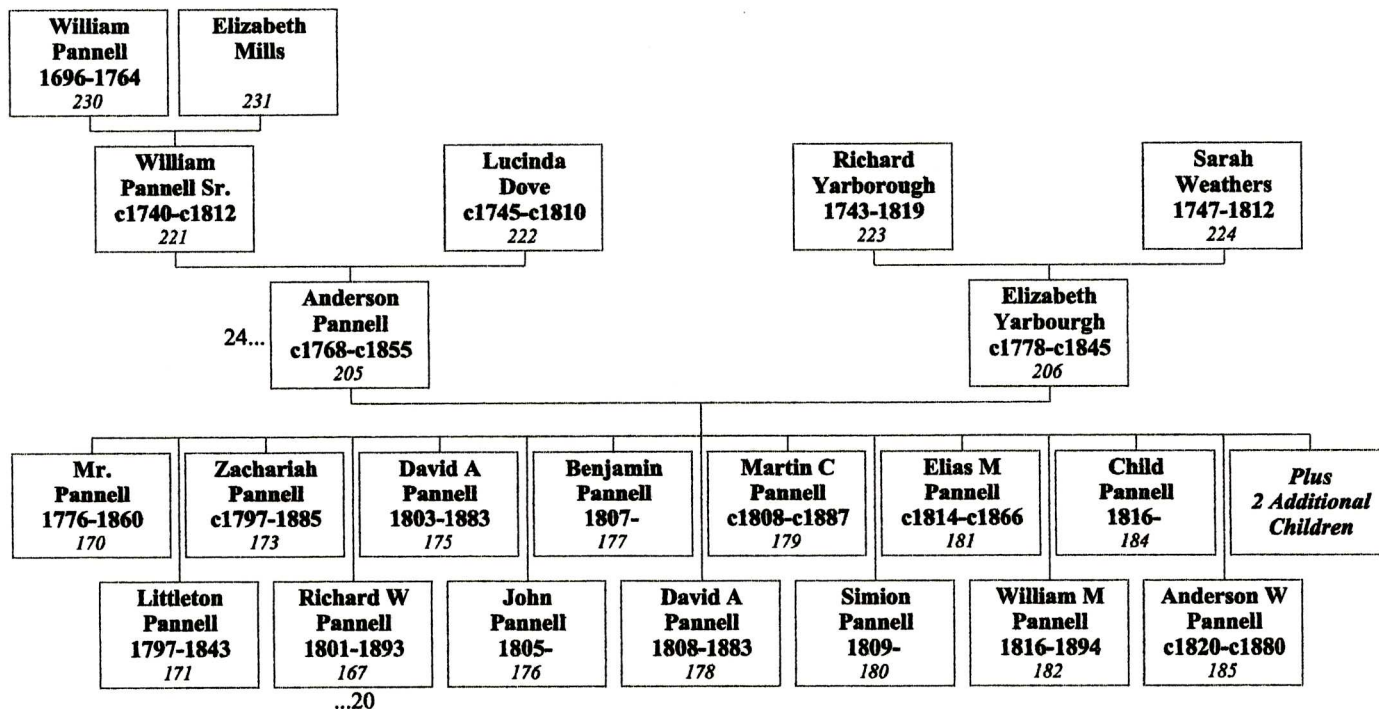 William
Pannell
1696-1764
230
Elizabeth
Mills
231
William
Pannell Sr.
c1740-c1812
221
Lucinda
Dove
c1745-c1810
222
Richard
Yarborough
1743-1819
223
Sarah
Weathers
1747-1812
224
24...
Anderson
Pannell
c1768-c1855
205
Elizabeth
Yarbourgh
c1778-c1845
206
Mr.
Pannell
1776-1860
170
Zachariah
Pannell
c1797-1885
173
David A
Pannell
1803-1883
175
Benjamin
Pannell
1807-
177
Martin C
Pannell
c1808-c1887
179
Elias M
Pannell
c1814-c1866
181
Child
Pannell
1816-
184
Plus
2 Additional
Children
Littleton
Pannell
1797-1843
171
Richard W
Pannell
1801-1893
167
...20
John
Pannell
1805-
176
David A
Pannell
1808-1883
178
Simion
Pannell
1809-
180
William M
Pannell
1816-1894
182
Anderson W
Pannell
c1820-c1880
185